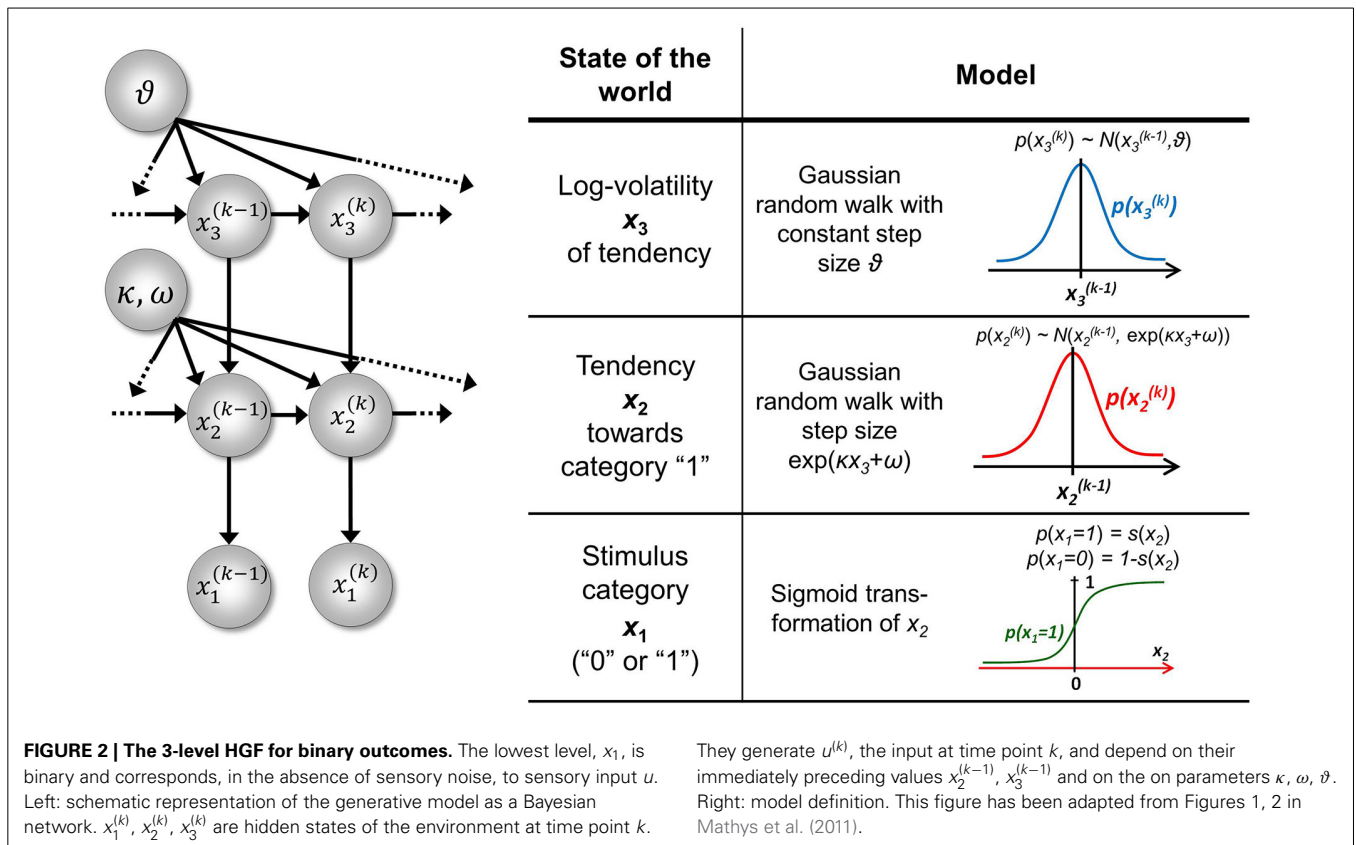 ϑ
x₃^(k−1)
x₃^(k)
κ, ω
x₂^(k−1)
x₂^(k)
x₁^(k−1)
x₁^(k)
State of the
world
Model
Log-volatility
x₃
of tendency
Gaussian
random walk with
constant step
size ϑ
p(x₃^(k)) ~ N(x₃^(k-1),ϑ)
p(x₃^(k))
x₃^(k-1)
Tendency
x₂
towards
category “1”
Gaussian
random walk with
step size
exp(κx₃+ω)
p(x₂^(k)) ~ N(x₂^(k-1), exp(κx₃+ω))
p(x₂^(k))
x₂^(k-1)
Stimulus
category
x₁
(“0” or “1”)
Sigmoid trans-
formation of x₂
p(x₁=1) = s(x₂)
p(x₁=0) = 1-s(x₂)
1
p(x₁=1)
x₂
0
FIGURE 2 | The 3-level HGF for binary outcomes. The lowest level, x₁, is
binary and corresponds, in the absence of sensory noise, to sensory input u.
Left: schematic representation of the generative model as a Bayesian
network. x₁^(k), x₂^(k), x₃^(k) are hidden states of the environment at time point k.
They generate u^(k), the input at time point k, and depend on their
immediately preceding values x₂^(k−1), x₃^(k−1) and on the on parameters κ, ω, ϑ.
Right: model definition. This figure has been adapted from Figures 1, 2 in
Mathys et al. (2011).